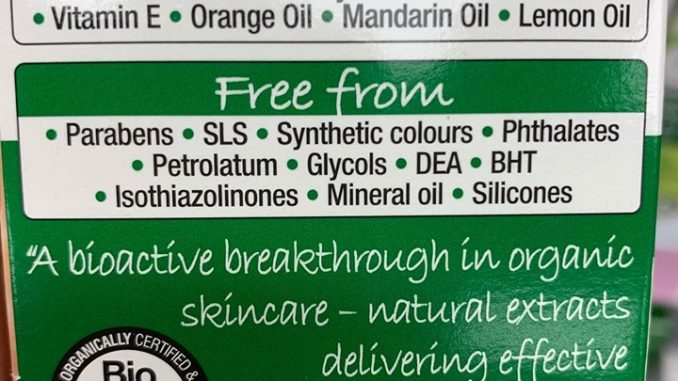 • Vitamin E • Orange Oil • Mandarin Oil • Lemon Oil
Free from
• Parabens • SLS • Synthetic colours • Phthalates
• Petrolatum • Glycols • DEA • BHT
• Isothiazolinones • Mineral oil • Silicones
"A bioactive breakthrough in organic
skincare – natural extracts
delivering effective
ORGANICALLY CERTIFIED &
Bio